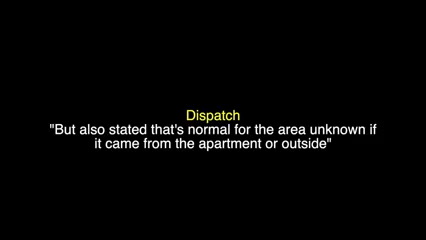 Dispatch
"But also stated that's normal for the area unknown if
it came from the apartment or outside"